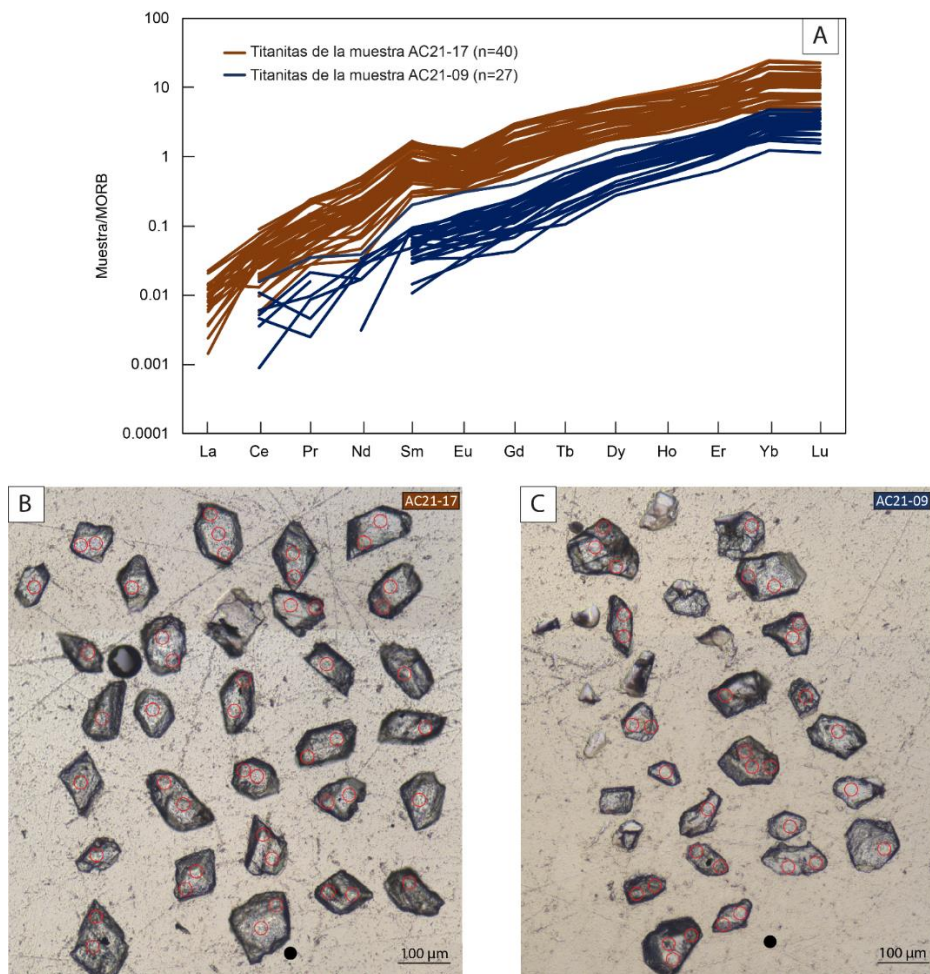 A
100
10
1
0.1
0.01
0.001
0.0001
Muestra/MORB
Titanitas de la muestra AC21-17 (n=40)
Titanitas de la muestra AC21-09 (n=27)
La Ce Pr Nd Sm Eu Gd Tb Dy Ho Er Yb Lu
B
AC21-17
100 µm
C
AC21-09
100 µm